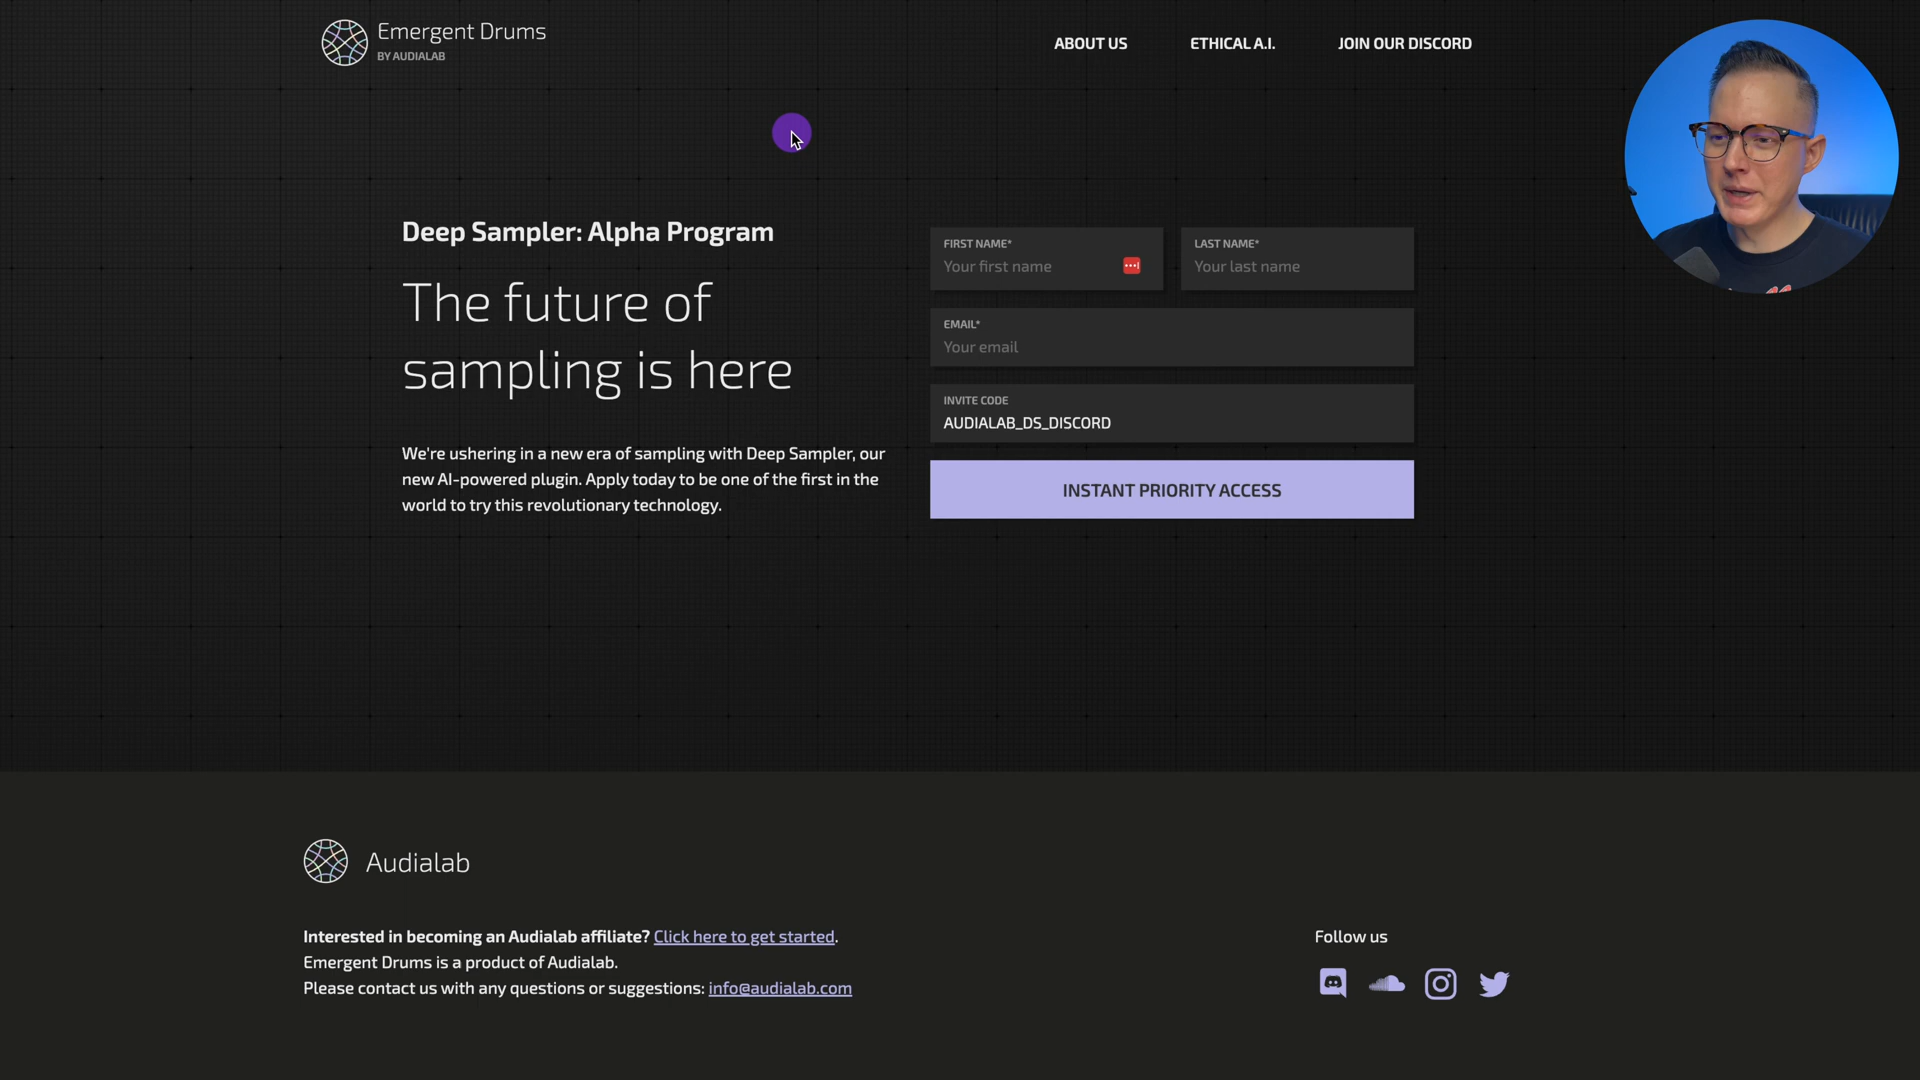 Emergent Drums
BY AUDIALAB
ABOUT US
ETHICAL A.I.
JOIN OUR DISCORD
Deep Sampler: Alpha Program
The future of
sampling is here
We're ushering in a new era of sampling with Deep Sampler, our
new AI-powered plugin. Apply today to be one of the first in the
world to try this revolutionary technology.
FIRST NAME*
Your first name
LAST NAME*
Your last name
EMAIL*
Your email
INVITE CODE
AUDIALAB_DS_DISCORD
INSTANT PRIORITY ACCESS
Audialab
Interested in becoming an Audialab affiliate? Click here to get started.
Emergent Drums is a product of Audialab.
Please contact us with any questions or suggestions: info@audialab.com
Follow us